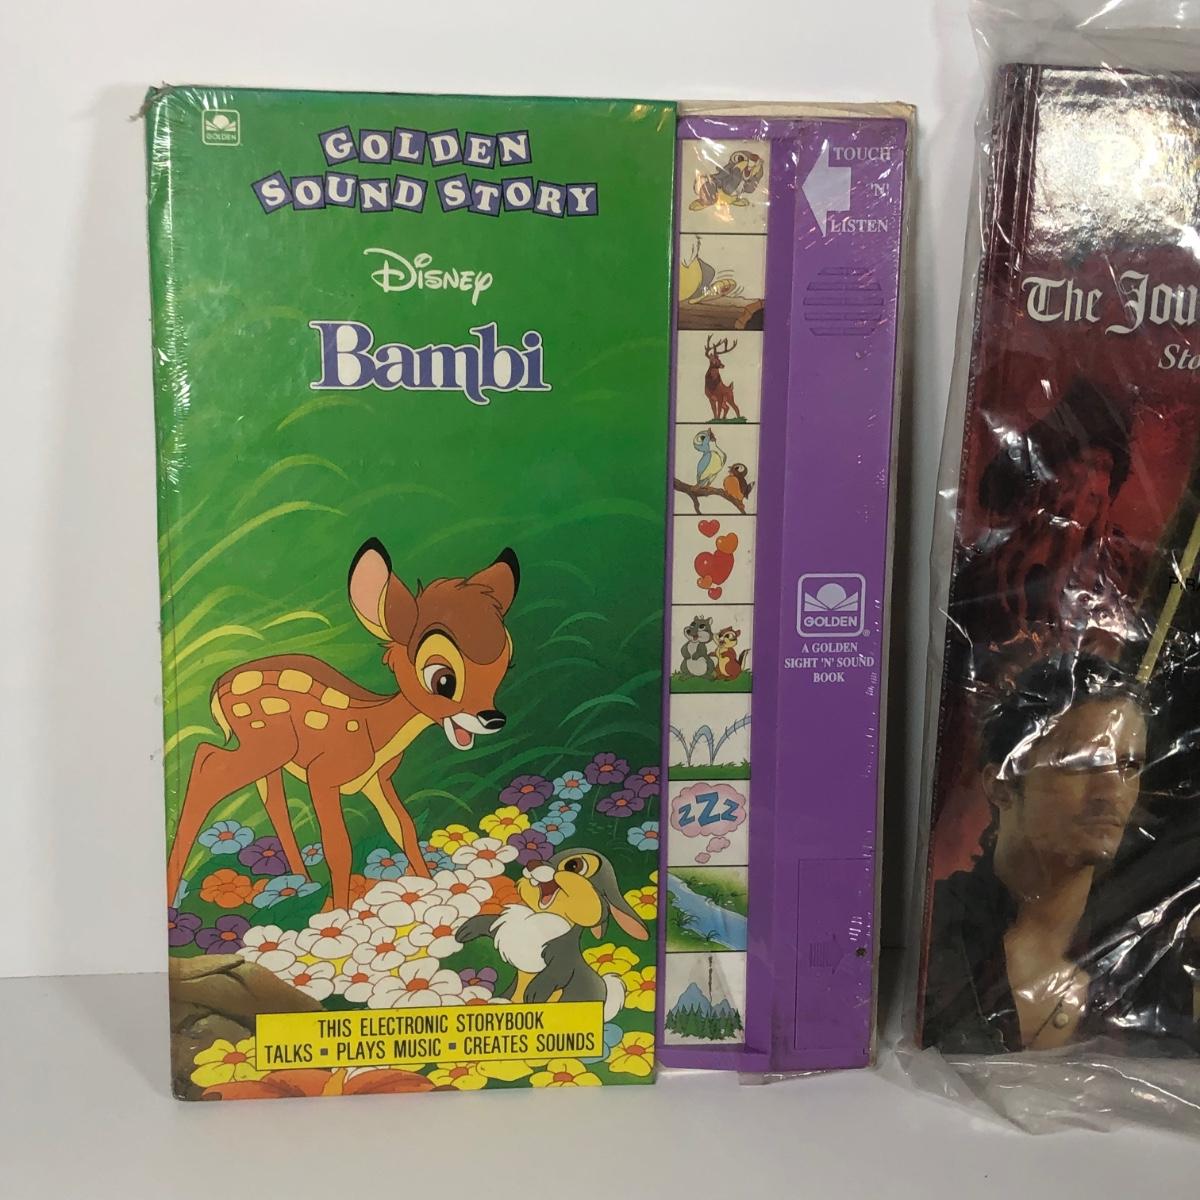 GOLDEN
GOLDEN
SOUND STORY
Disney
Bambi
THIS ELECTRONIC STORYBOOK
TALKS ▪ PLAYS MUSIC ▪ CREATES SOUNDS
TOUCH
'N'
LISTEN
zZz
GOLDEN
®
A GOLDEN
SIGHT 'N' SOUND
BOOK
The Jou
Sto